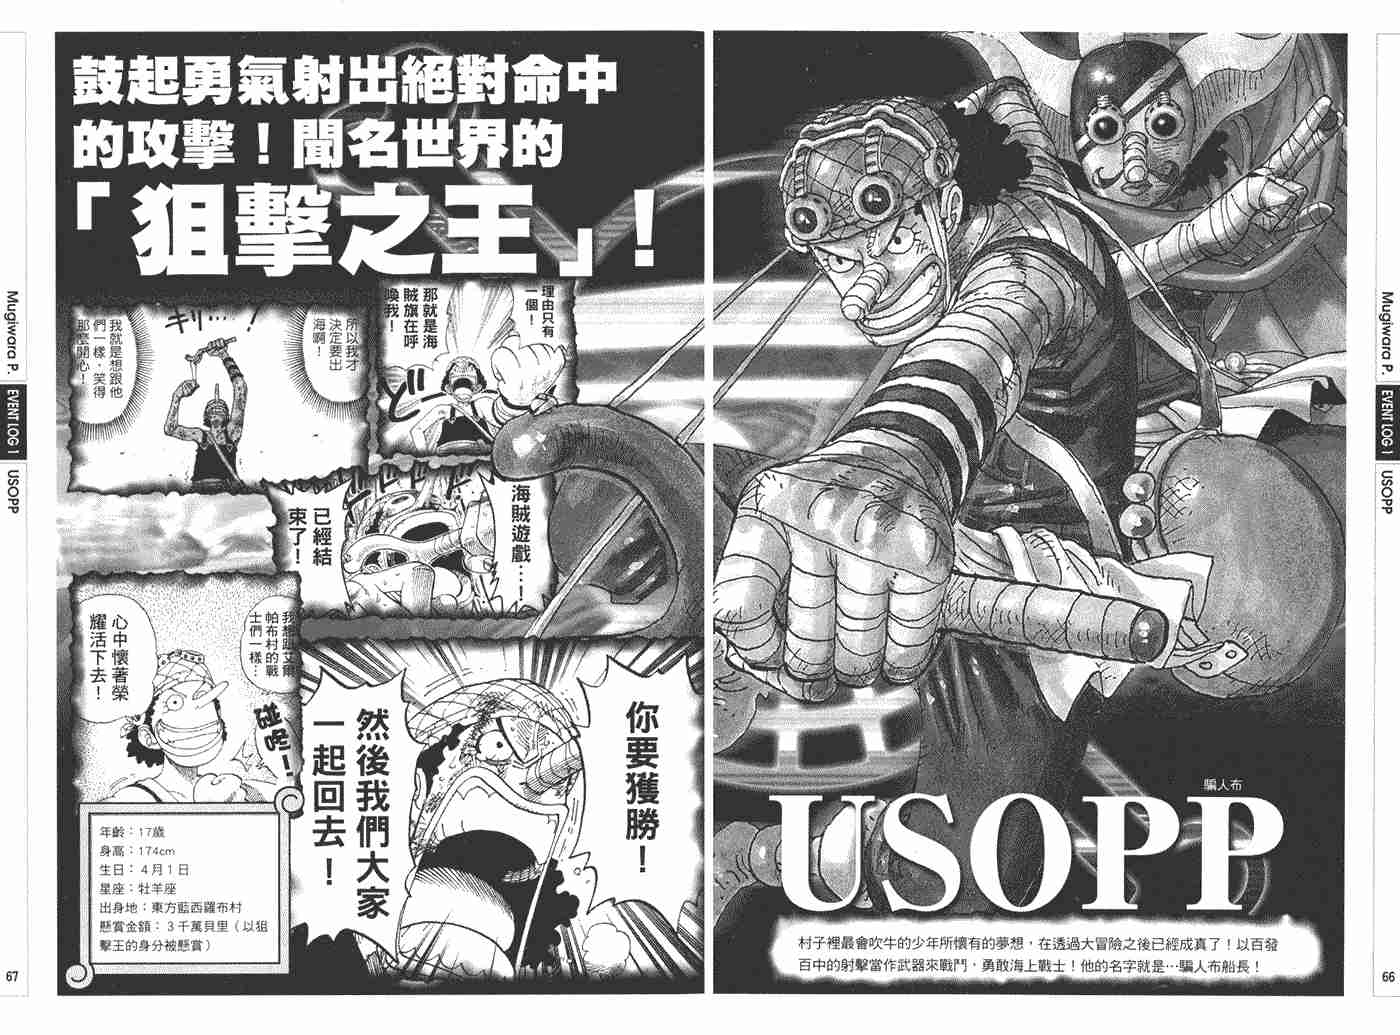 鼓起勇氣射出絕對命中
的攻擊！聞名世界的
「狙擊之王」！
理由只有
一個！
那就是海
賊旗在呼
喚我！
所以我才
決定要出
海啊！
キリ…！
我就是想跟他
們一樣，笑得
那麼開心！
海賊遊戲…！
已經結
束了！
我想跟艾爾
帕布村的戰
士們一樣…
心中懷著榮
耀活下去！
你要獲勝！
然後我們大家
一起回去！
年齡：17歲
身高：174cm
生日：４月１日
星座：牡羊座
出身地：東方藍西羅布村
懸賞金額：３千萬貝里（以狙
擊王的身分被懸賞）
騙人布
USOPP
村子裡最會吹牛的少年所懷有的夢想，在透過大冒險之後已經成真了！以百發
百中的射擊當作武器來戰鬥，勇敢海上戰士！他的名字就是…騙人布船長！
Mugiwara P.
EVENT LOG 1
USOPP
67
Mugiwara P.
EVENT LOG 1
USOPP
66